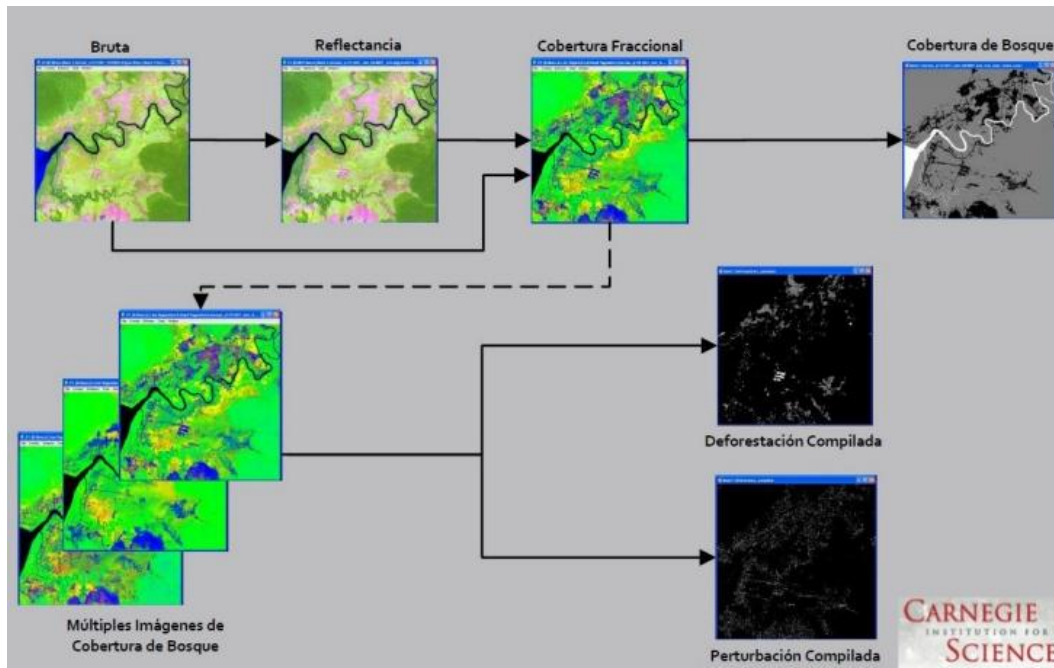 Bruta
Reflectancia
Cobertura Fraccional
Cobertura de Bosque
Deforestación Compilada
Múltiples Imágenes de
Cobertura de Bosque
Perturbación Compilada
CARNEGIE
INSTITUTION FOR
SCIENCE